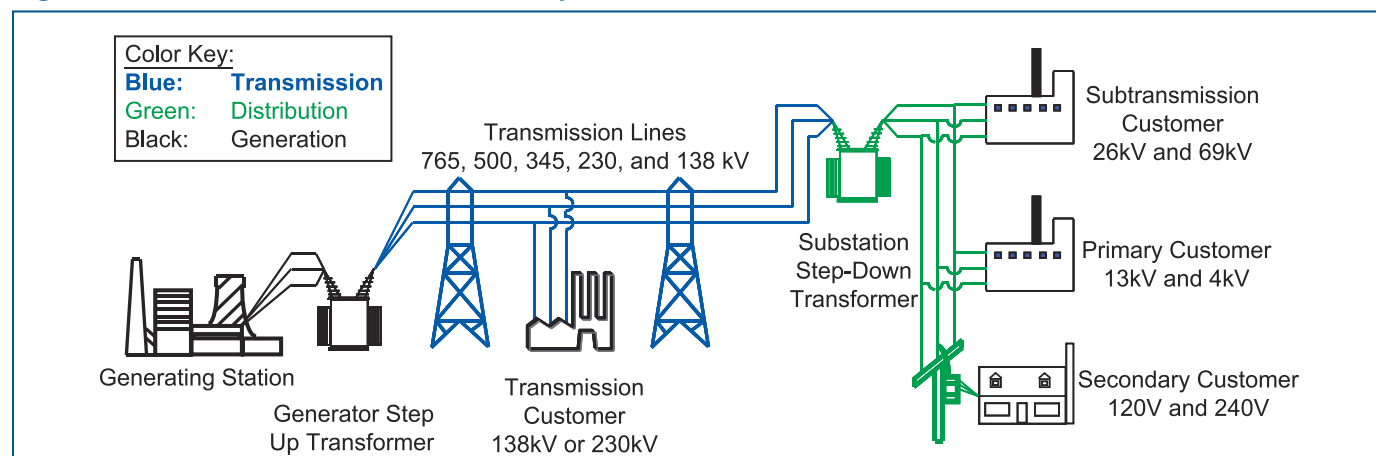 Color Key:
Blue: Transmission
Green: Distribution
Black: Generation
Transmission Lines
765, 500, 345, 230, and 138 kV
Subtransmission
Customer
26kV and 69kV
Substation
Step-Down
Transformer
Primary Customer
13kV and 4kV
Generating Station
Generator Step
Up Transformer
Transmission
Customer
138kV or 230kV
Secondary Customer
120V and 240V